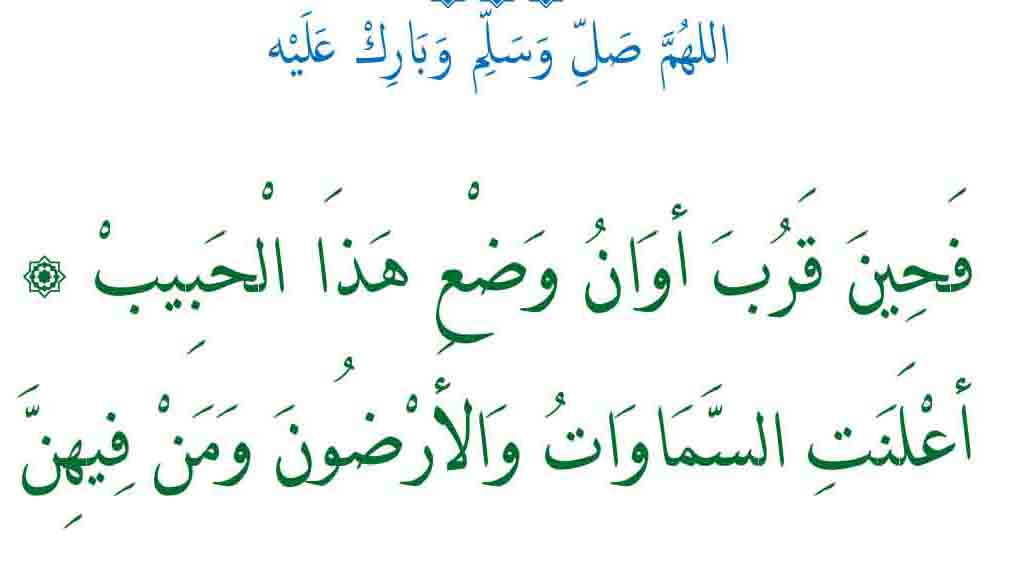 اللهُمَّ صَلِّ وَسَلِّم وَبَارِكْ عَلَيْه
فَحِينَ قَرُبَ أَوَانُ وَضْعِ هَذَا الْحَبِيبْ ۞
أَعْلَنَتِ السَّمَاوَاتُ وَالأَرْضُونَ وَمَنْ فِيهِنَّ